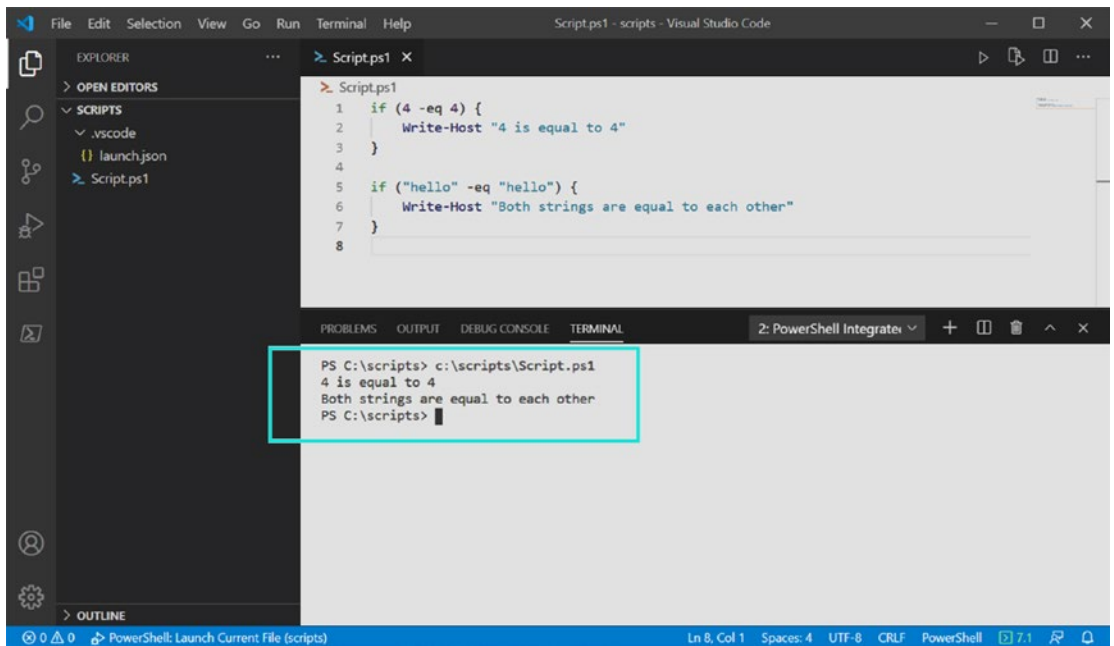 File Edit Selection View Go Run Terminal Help Script.ps1 - scripts - Visual Studio Code
EXPLORER
OPEN EDITORS
SCRIPTS
.vscode
{} launch.json
Script.ps1
OUTLINE
Script.ps1
Script.ps1
1 if (4 -eq 4) {
2 Write-Host "4 is equal to 4"
3 }
4
5 if ("hello" -eq "hello") {
6 Write-Host "Both strings are equal to each other"
7 }
8
PROBLEMS OUTPUT DEBUG CONSOLE TERMINAL 2: PowerShell Integrate
PS C:\scripts> c:\scripts\Script.ps1
4 is equal to 4
Both strings are equal to each other
PS C:\scripts>
0 0 PowerShell: Launch Current File (scripts) Ln 8, Col 1 Spaces: 4 UTF-8 CRLF PowerShell 7.1